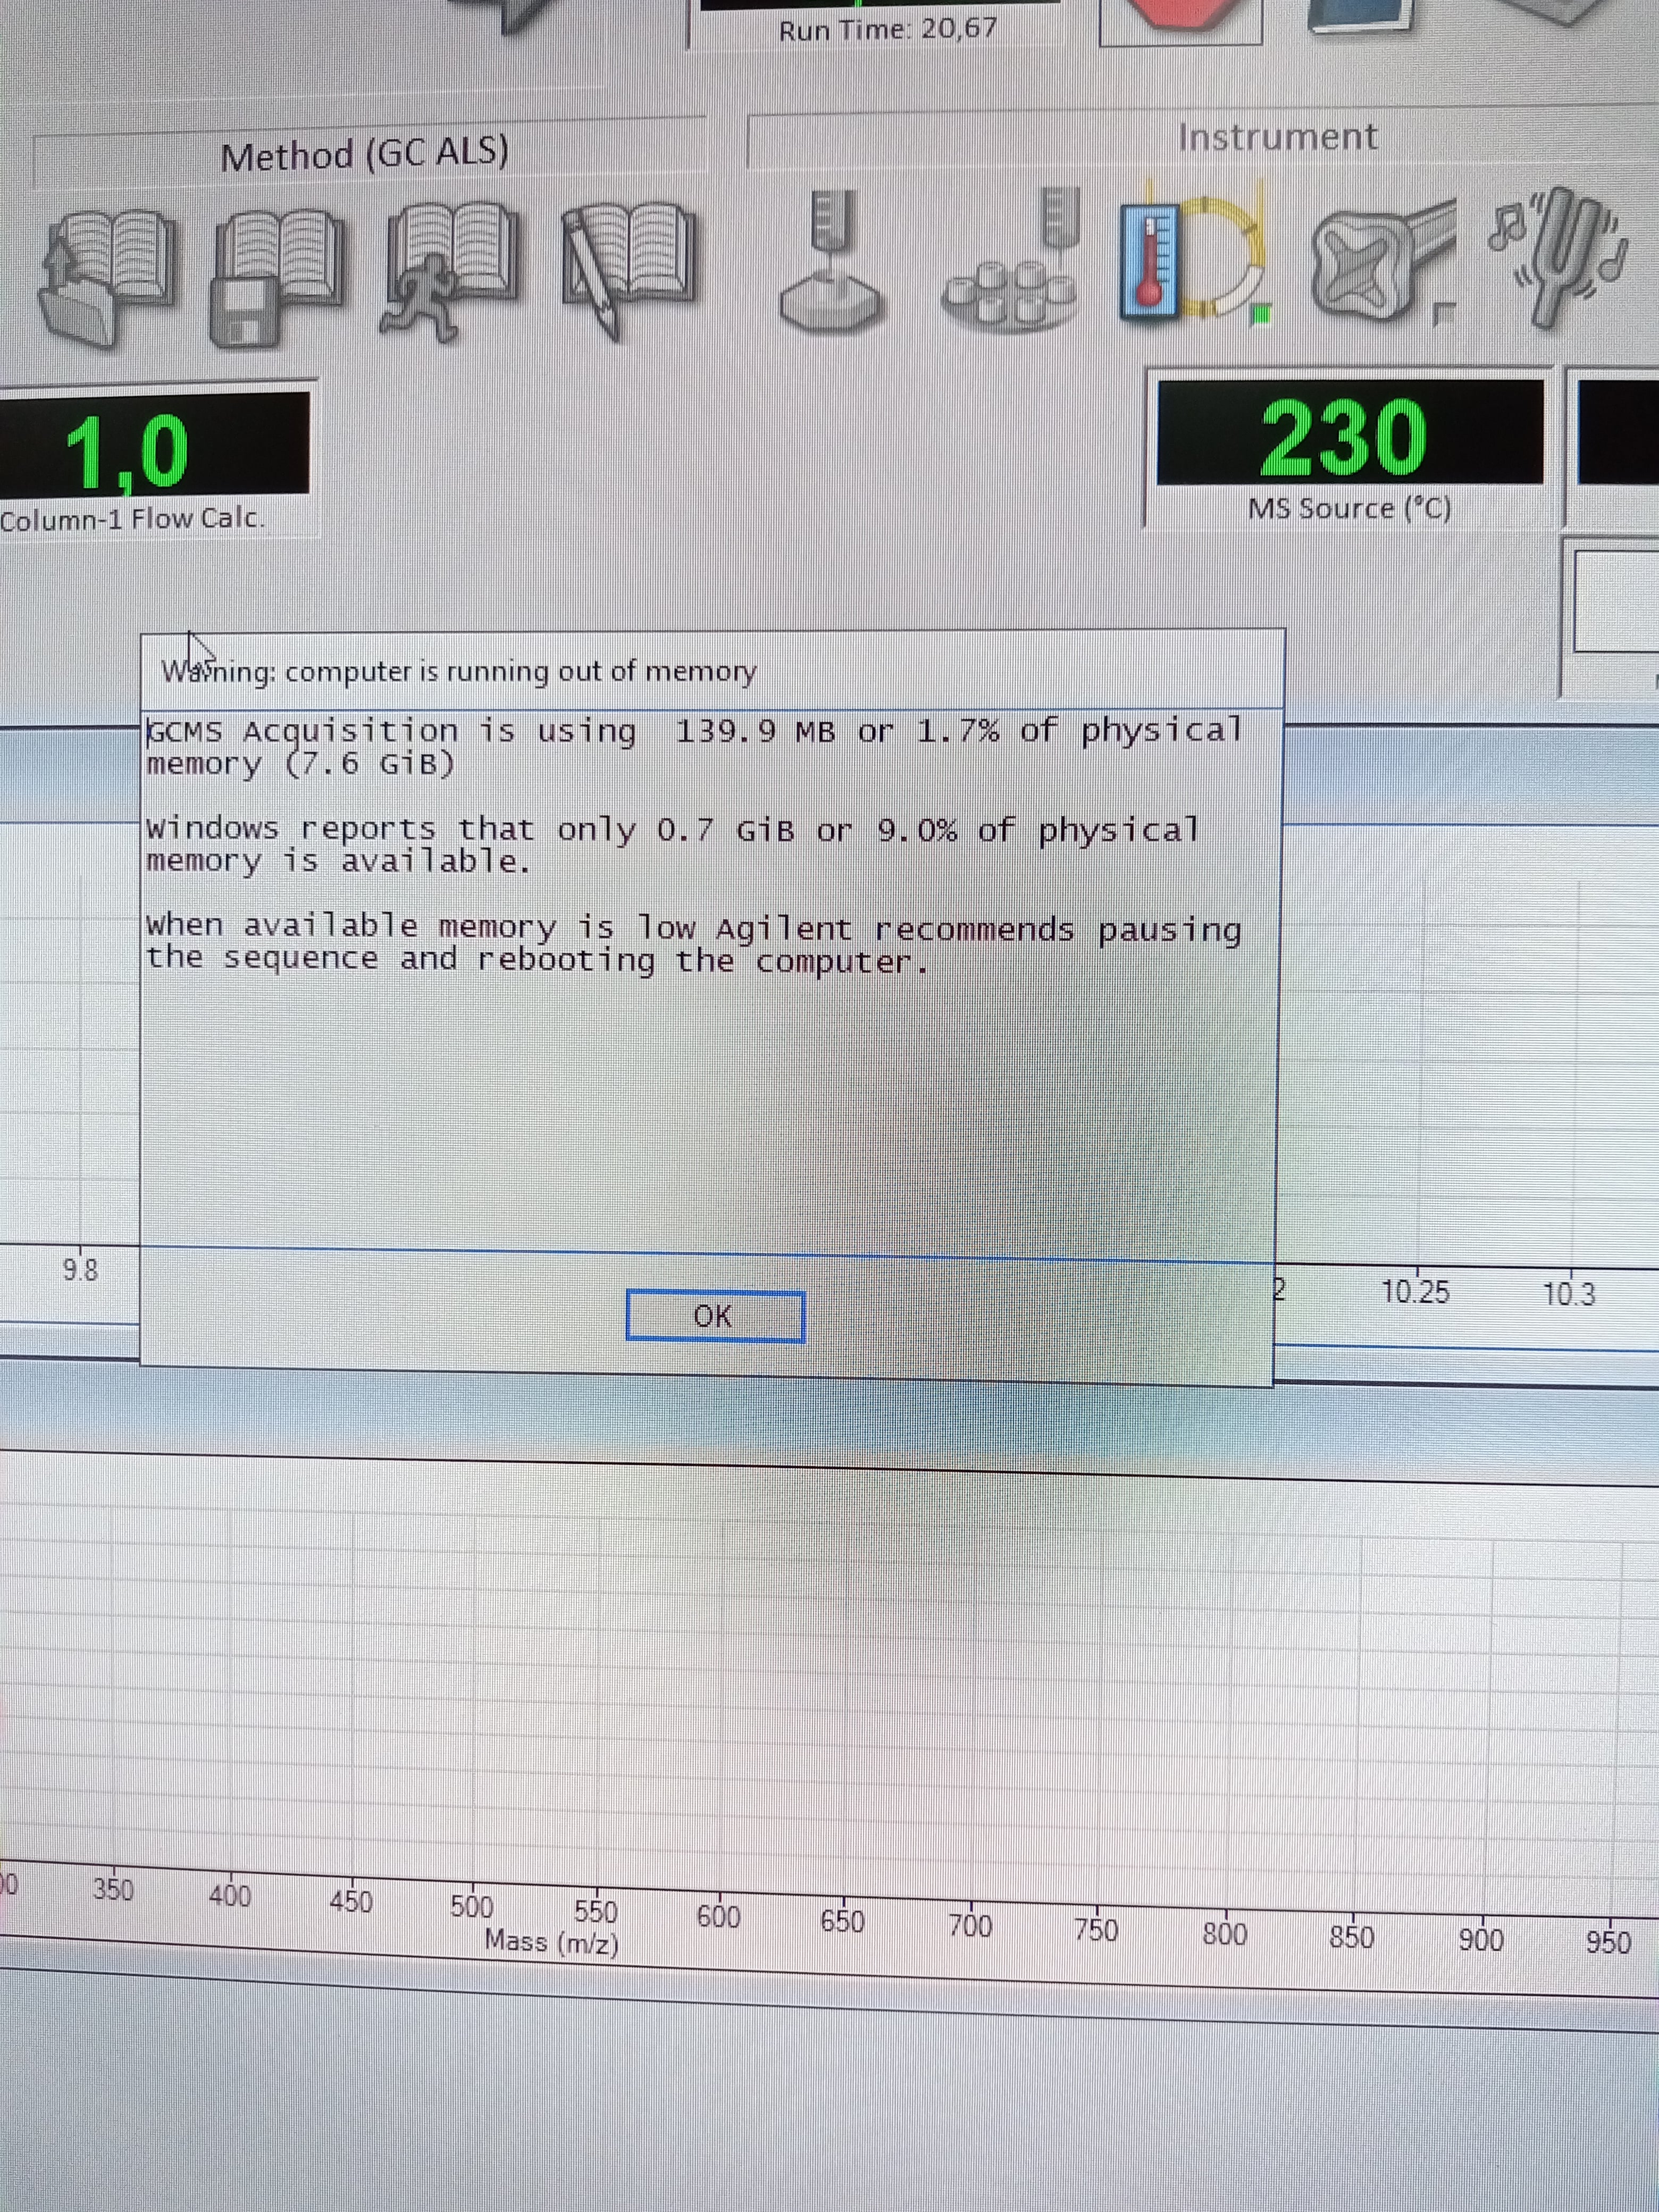 Run Time: 20,67
Method (GC ALS)
Instrument
1,0
Column-1 Flow Calc.
230
MS Source (°C)
Warning: computer is running out of memory
GCMS Acquisition is using  139.9 MB or 1.7% of physical
memory (7.6 GiB)
Windows reports that only 0.7 GiB or 9.0% of physical
memory is available.
When available memory is low Agilent recommends pausing
the sequence and rebooting the computer.
OK
9.8
2
10.25
10.3
350
400
450
500
550
600
650
700
750
800
850
900
950
Mass (m/z)